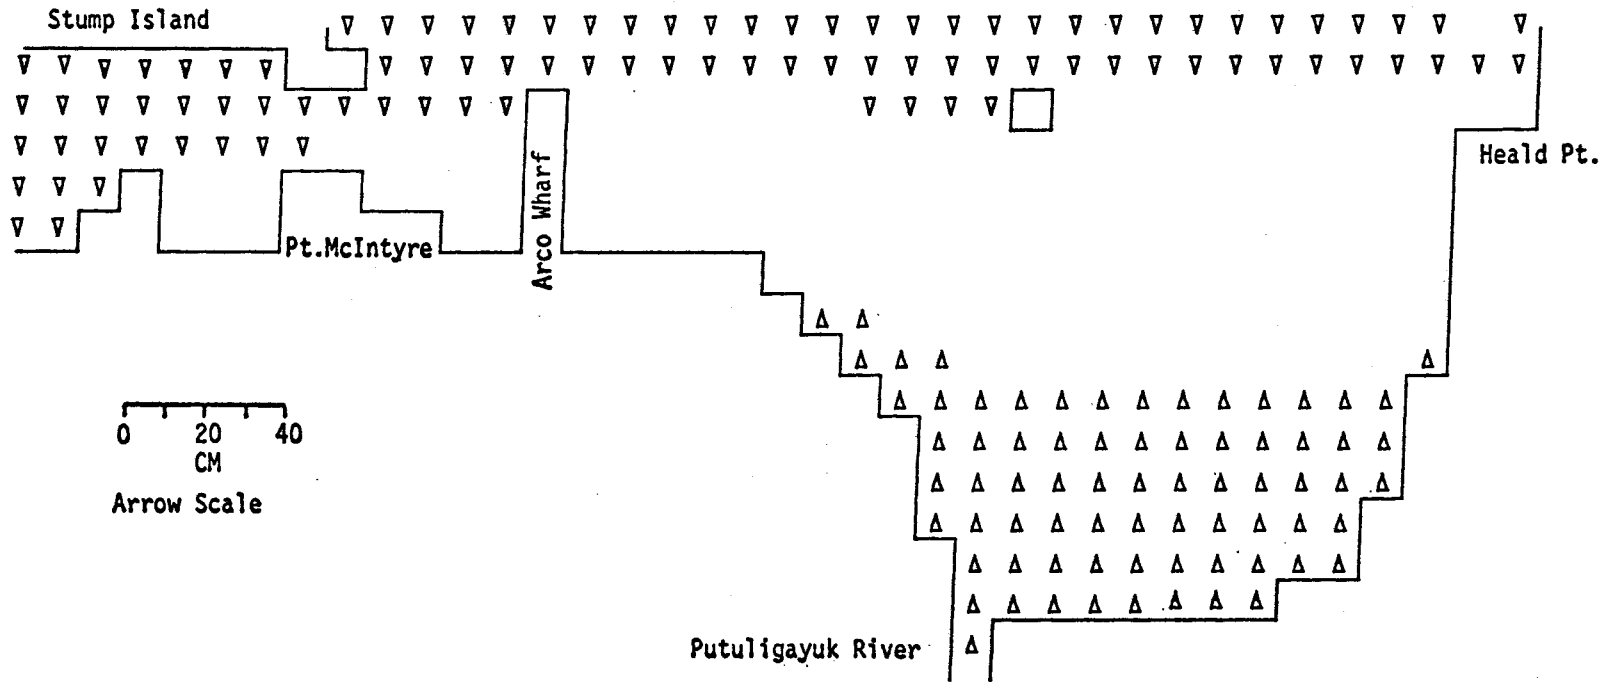 Stump Island
Heald Pt.
Arco Wharf
Pt.McIntyre
0 20 40
CM
Arrow Scale
Putuligayuk River